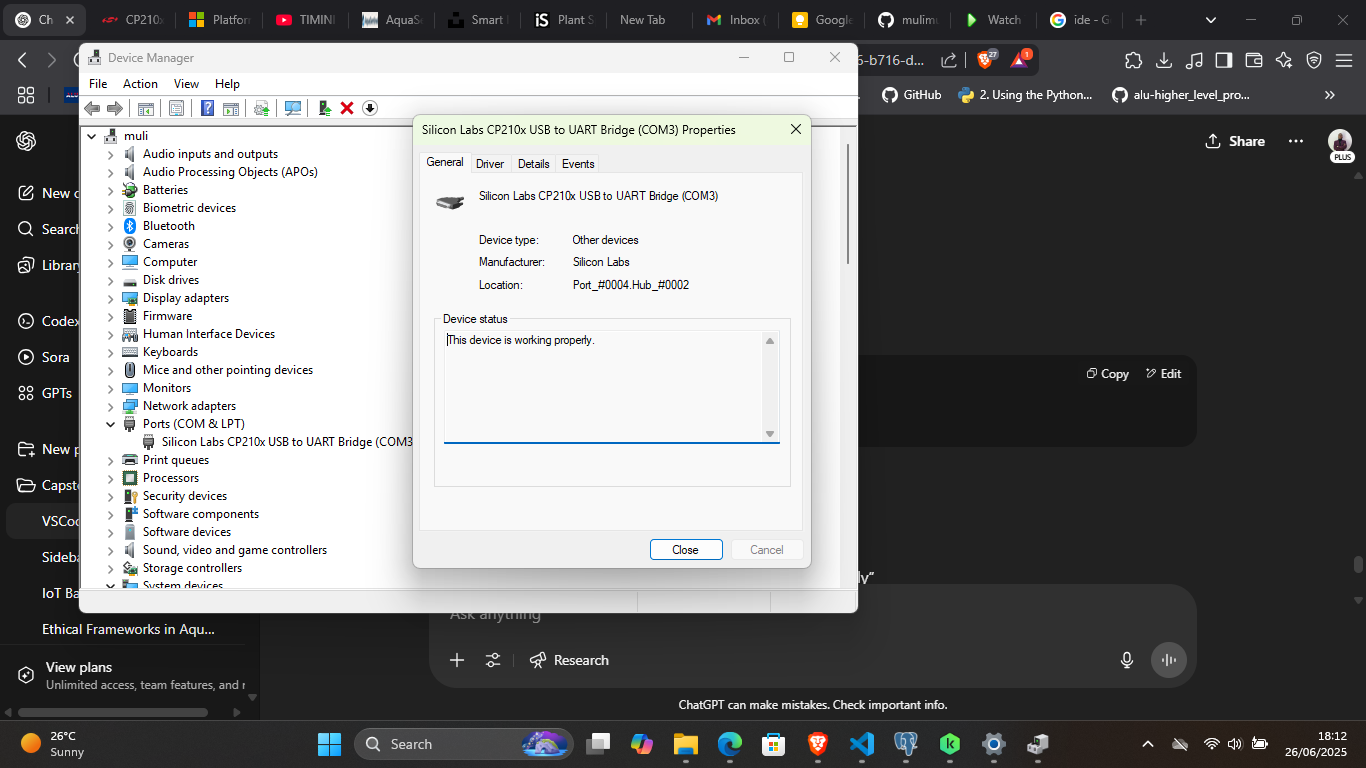 Ch
CP210x
Platfor
TIMIN
AquaSe
Smart
iS
Plant S
New Tab
Inbox (
Google
mulimu
Watch
ide - G
Device Manager
6-b716-d...
27
1
File
Action
View
Help
ALU
GitHub
2. Using the Python...
alu-higher_level_pro...
»
muli
Audio inputs and outputs
Audio Processing Objects (APOs)
Batteries
Biometric devices
Bluetooth
Cameras
Computer
Disk drives
Display adapters
Firmware
Human Interface Devices
Keyboards
Mice and other pointing devices
Monitors
Network adapters
Ports (COM & LPT)
Silicon Labs CP210x USB to UART Bridge (COM3
Print queues
Processors
Security devices
Software components
Software devices
Sound, video and game controllers
Storage controllers
System devices
Silicon Labs CP210x USB to UART Bridge (COM3) Properties
General
Driver
Details
Events
Silicon Labs CP210x USB to UART Bridge (COM3)
Device type:
Other devices
Manufacturer:
Silicon Labs
Location:
Port_#0004.Hub_#0002
Device status
This device is working properly.
Close
Cancel
New c
Search
Library
Codex
Sora
GPTs
New p
Capst
VSCod
Sideba
IoT Ba
Ethical Frameworks in Aqu...
View plans
Unlimited access, team features, and r
Share
PLUS
Copy
Edit
ly”
Ask anything
Research
ChatGPT can make mistakes. Check important info.
26°C
Sunny
Search
18:12
26/06/2025